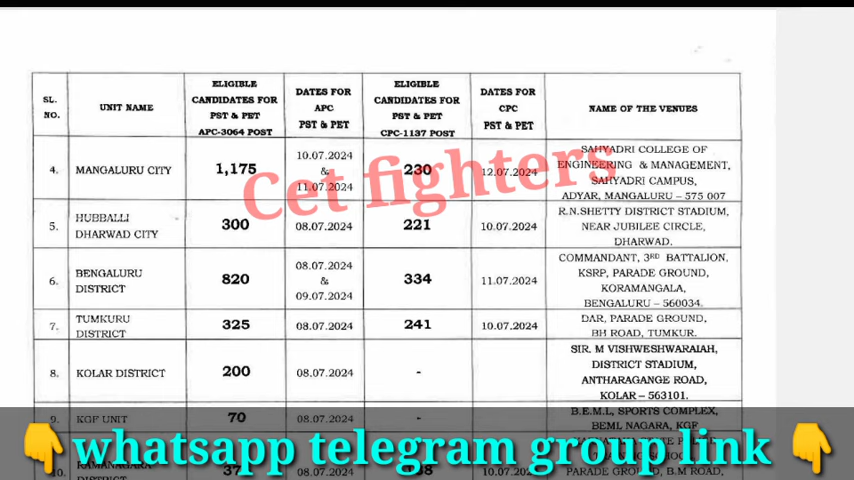 SL. NO.
UNIT NAME
ELIGIBLE CANDIDATES FOR PST & PET APC-3064 POST
DATES FOR APC PST & PET
ELIGIBLE CANDIDATES FOR PST & PET CPC-1137 POST
DATES FOR CPC PST & PET
NAME OF THE VENUES
4.
MANGALURU CITY
1,175
10.07.2024
&
11.07.2024
230
12.07.2024
SAHYADRI COLLEGE OF
ENGINEERING & MANAGEMENT,
SAHYADRI CAMPUS,
ADYAR, MANGALURU – 575 007
Cet fighters
5.
HUBBALLI
DHARWAD CITY
300
08.07.2024
221
10.07.2024
R.N.SHETTY DISTRICT STADIUM,
NEAR JUBILEE CIRCLE,
DHARWAD.
6.
BENGALURU
DISTRICT
820
08.07.2024
&
09.07.2024
334
11.07.2024
COMMANDANT, 3RD BATTALION,
KSRP, PARADE GROUND,
KORAMANGALA,
BENGALURU – 560034.
7.
TUMKURU
DISTRICT
325
08.07.2024
241
10.07.2024
DAR, PARADE GROUND,
BH ROAD, TUMKUR.
8.
KOLAR DISTRICT
200
08.07.2024
-
SIR. M VISHWESHWARAIAH,
DISTRICT STADIUM,
ANTHARAGANGE ROAD,
KOLAR – 563101.
9.
KGF UNIT
70
08.07.2024
-
B.E.M.L, SPORTS COMPLEX,
BEML NAGARA, KGF
👇whatsapp telegram group link 👇
RAMANAGARA
DISTRICT
08.07.2024
PARADE GROUND, B.M ROAD,